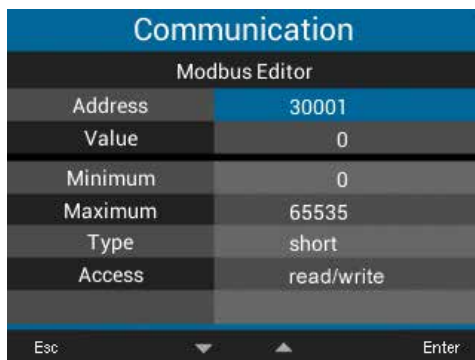 Communication
Modbus Editor
Address 30001
Value 0
Minimum 0
Maximum 65535
Type short
Access read/write
Esc Enter